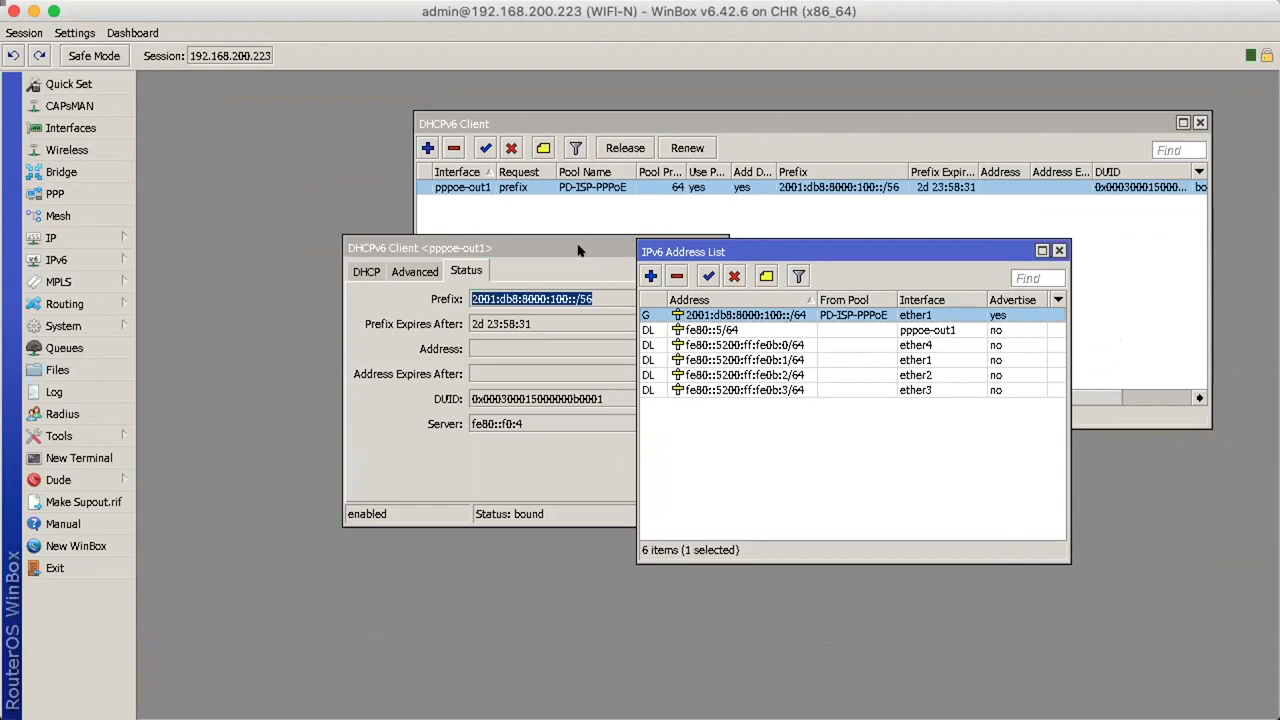 admin@192.168.200.223 (WIFI-N) - WinBox v6.42.6 on CHR (x86_64)
Session Settings Dashboard
Safe Mode Session: 192.168.200.223
Quick Set
CAPsMAN
Interfaces
Wireless
Bridge
PPP
Mesh
IP
IPv6
MPLS
Routing
System
Queues
Files
Log
Radius
Tools
New Terminal
Dude
Make Supout.rif
Manual
New WinBox
Exit
RouterOS WinBox
DHCPv6 Client
Release Renew Find
Interface Request Pool Name Pool Pr... Use P... Add D... Prefix Prefix Expir... Address Address E... DUID
pppoe-out1 prefix PD-ISP-PPPoE 64 yes yes 2001:db8:8000:100::/56 2d 23:58:31 0x000300015000... bo
DHCPv6 Client <pppoe-out1>
DHCP Advanced Status
Prefix: 2001:db8:8000:100::/56
Prefix Expires After: 2d 23:58:31
Address:
Address Expires After:
DUID: 0x000300015000000b0001
Server: fe80::f0:4
enabled Status: bound
IPv6 Address List
Find
Address From Pool Interface Advertise
G 2001:db8:8000:100::/64 PD-ISP-PPPoE ether1 yes
DL fe80::5/64 pppoe-out1 no
DL fe80::5200:ff:fe0b:0/64 ether4 no
DL fe80::5200:ff:fe0b:1/64 ether1 no
DL fe80::5200:ff:fe0b:2/64 ether2 no
DL fe80::5200:ff:fe0b:3/64 ether3 no
6 items (1 selected)